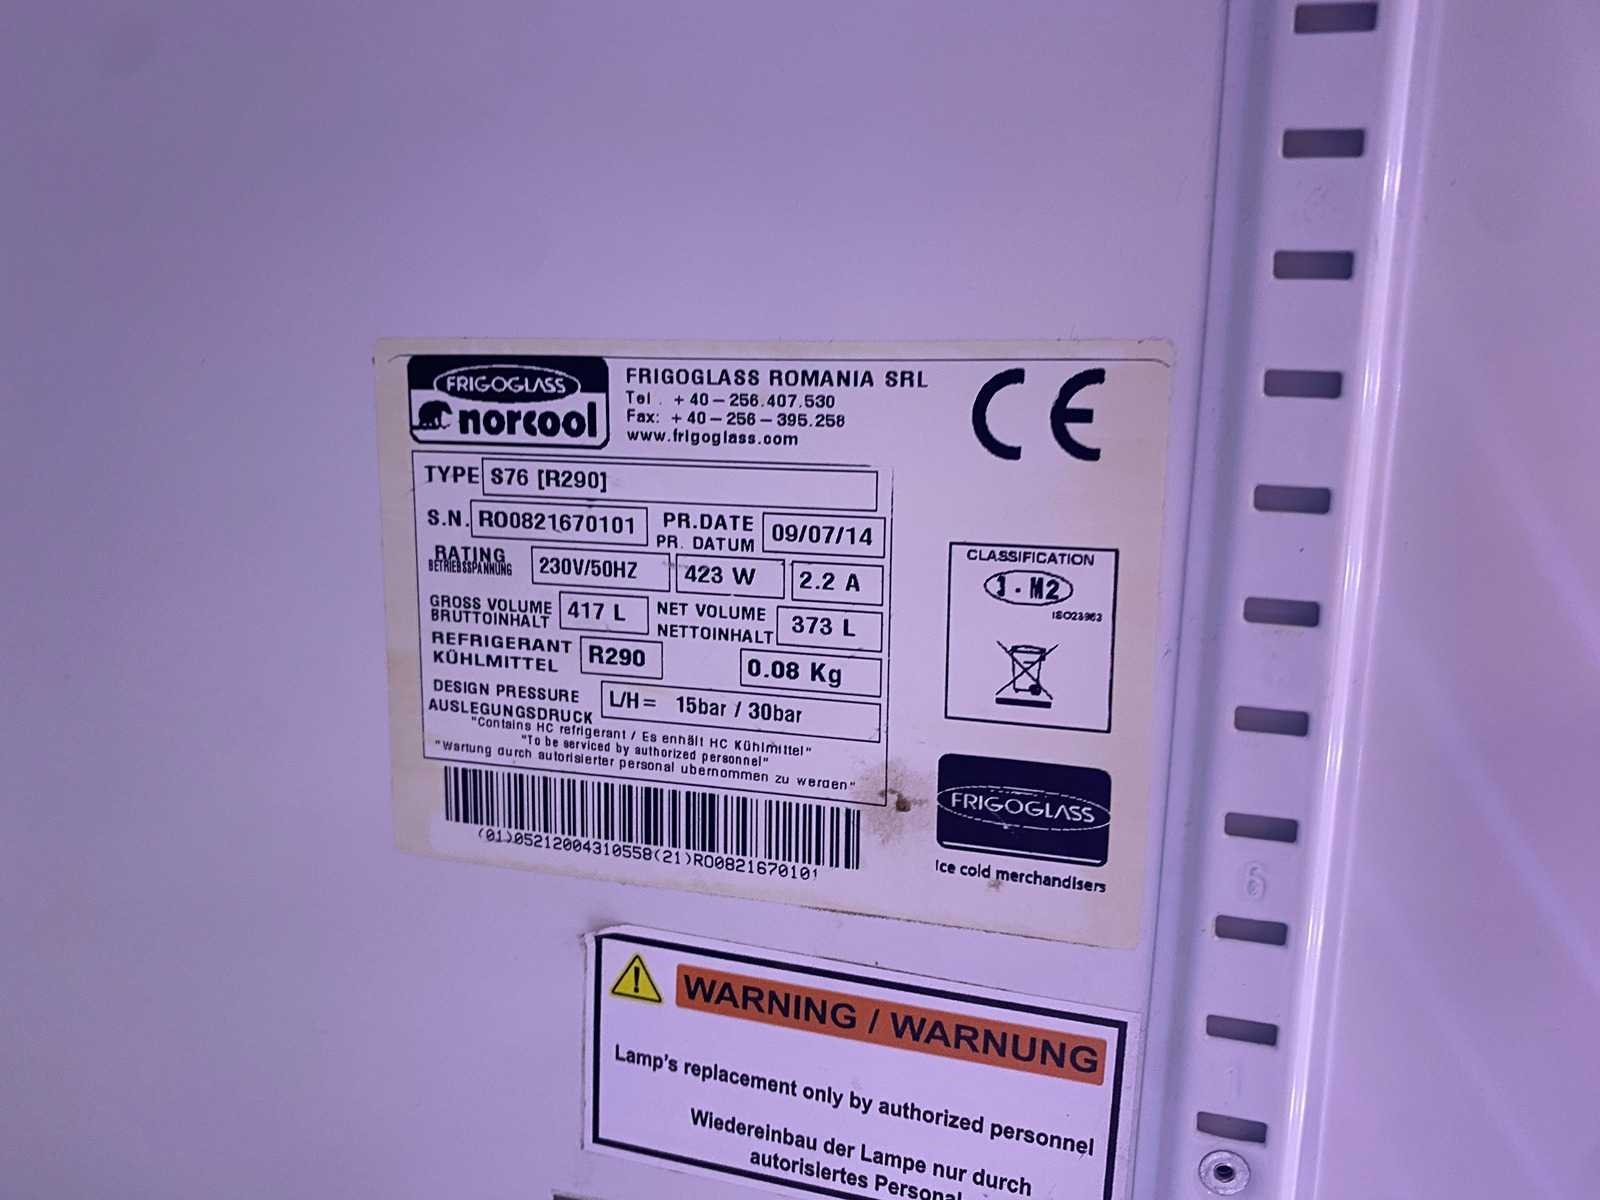 FRIGOGLASS
norcool
FRIGOGLASS ROMANIA SRL
Tel . +40-256.407.530
Fax: +40-256-395.258
www.frigoglass.com
CE
TYPE S76 [R290]
S.N. RO0821670101 PR.DATE 09/07/14
PR. DATUM
RATING 230V/50HZ 423 W 2.2 A
BETRIEBSSPANNUNG
GROSS VOLUME 417 L NET VOLUME 373 L
BRUTTOINHALT NETTOINHALT
REFRIGERANT R290 0.08 Kg
KÜHLMITTEL
DESIGN PRESSURE L/H= 15bar / 30bar
AUSLEGUNGSDRUCK
"Contains HC refrigerant / Es enhält HC Kühlmittel"
"To be serviced by authorized personnel"
"Wartung durch autorisierter personal ubernommen zu werden"
(01)05212004310558(21)RO0821670101
CLASSIFICATION
J-M2
ISO23953
FRIGOGLASS
Ice cold merchandisers
6
1
WARNING / WARNUNG
Lamp's replacement only by authorized personnel
Wiedereinbau der Lampe nur durch
autorisiertes Personal